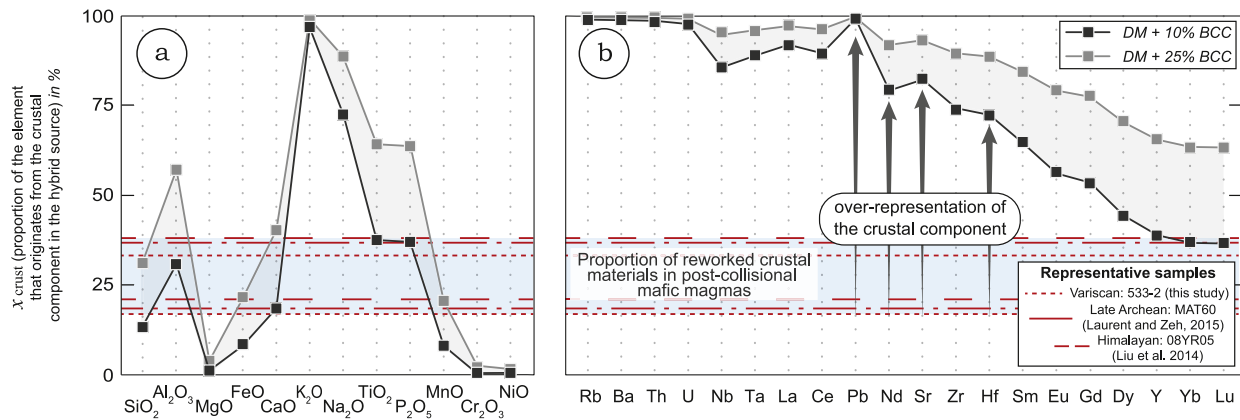 x crust (proportion of the element
that originates from the crustal
component in the hybrid source) in %
100
75
50
25
0
a
SiO2
Al2O3
MgO
FeO
CaO
K2O
Na2O
TiO2
P2O5
MnO
Cr2O3
NiO
b
DM + 10% BCC
DM + 25% BCC
over-representation of
the crustal component
Proportion of reworked crustal
materials in post-collisional
mafic magmas
Representative samples
Variscan: 533-2 (this study)
Late Archean: MAT60
(Laurent and Zeh, 2015)
Himalayan: 08YR05
(Liu et al. 2014)
Rb Ba Th U Nb Ta La Ce Pb Nd Sr Zr Hf Sm Eu Gd Dy Y Yb Lu